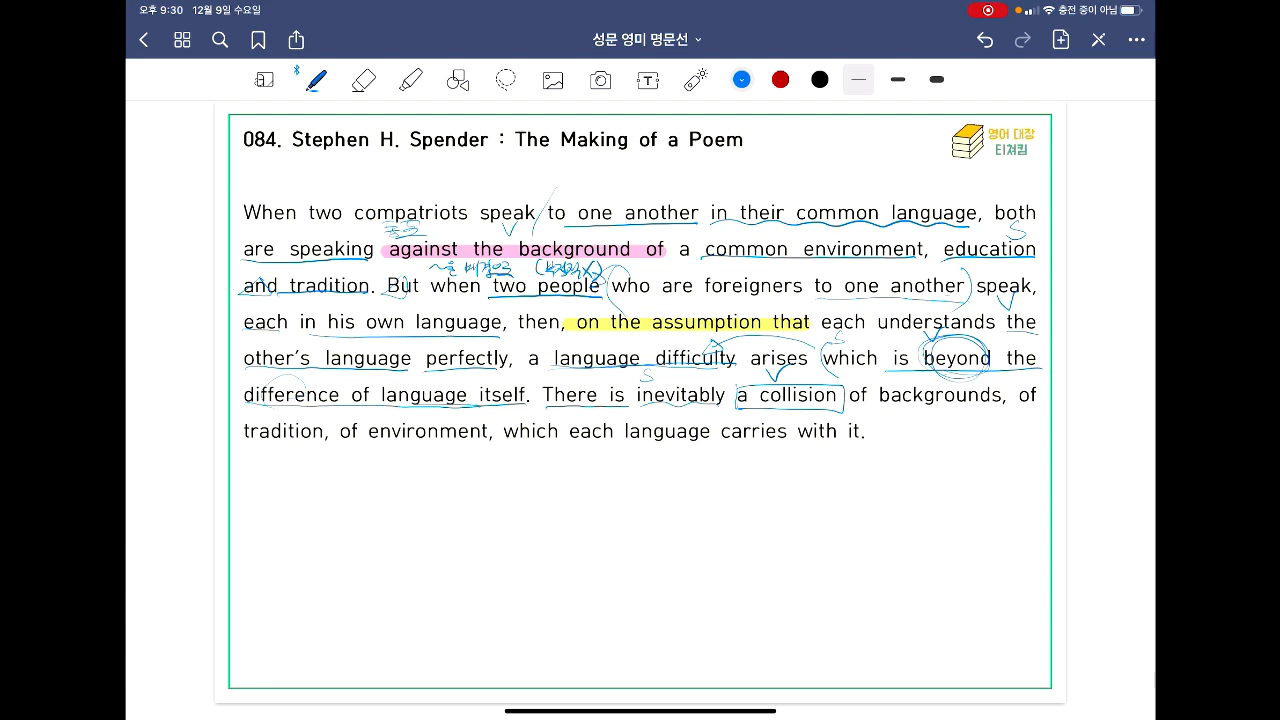 오후 9:30 12월 9일 수요일
충전 중이 아님
성문 영미 명문선
084. Stephen H. Spender : The Making of a Poem
영어 대장
티쳐킴
When two compatriots speak to one another in their common language, both
S
are speaking against the background of a common environment, education
~을 배경으로
and tradition. But when two people who are foreigners to one another speak,
each in his own language, then, on the assumption that each understands the
S
other's language perfectly, a language difficulty arises which is beyond the
S
difference of language itself. There is inevitably a collision of backgrounds, of
tradition, of environment, which each language carries with it.